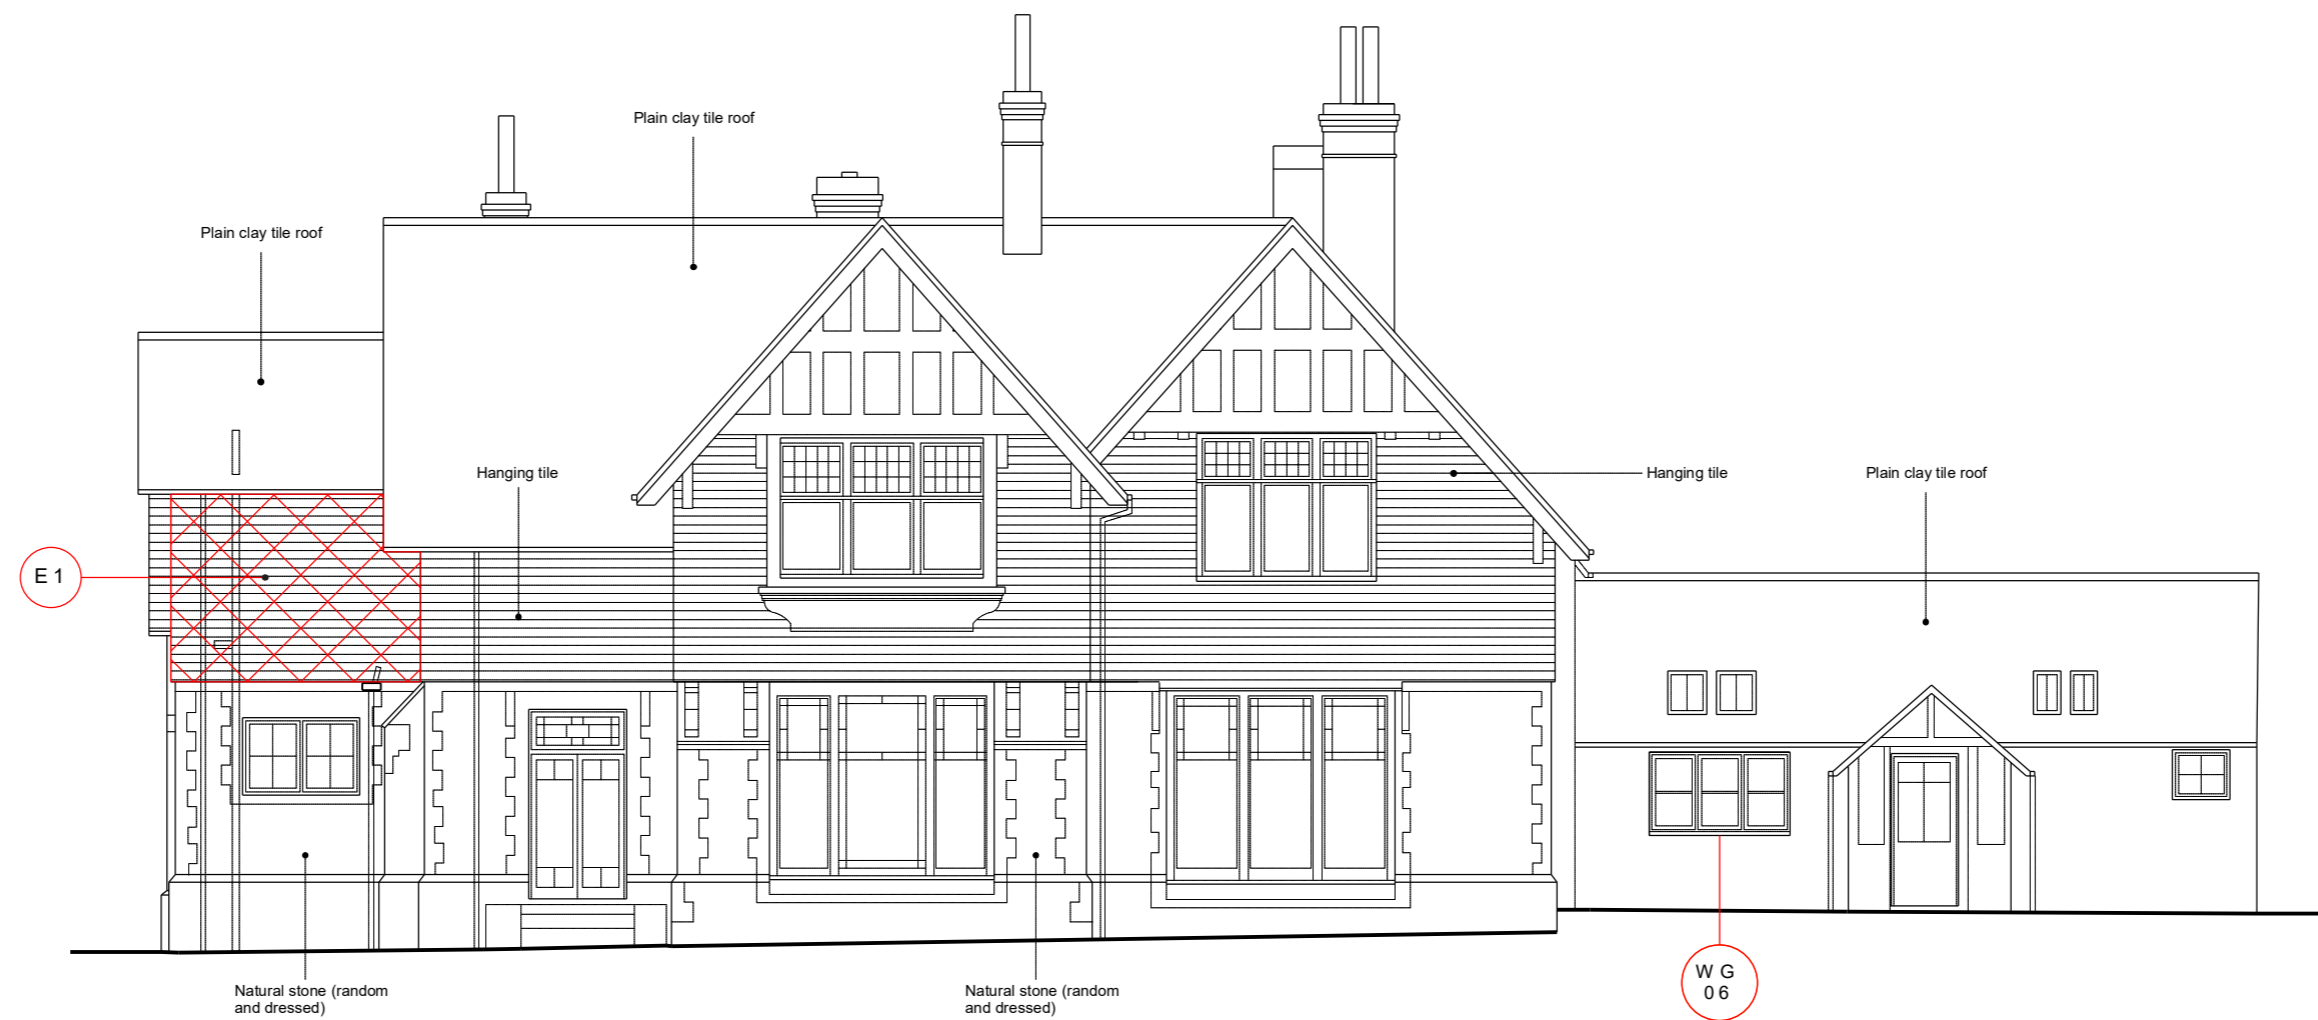 Plain clay tile roof
Plain clay tile roof
Hanging tile
Hanging tile
Plain clay tile roof
E 1
W G
0 6
Natural stone (random
and dressed)
Natural stone (random
and dressed)